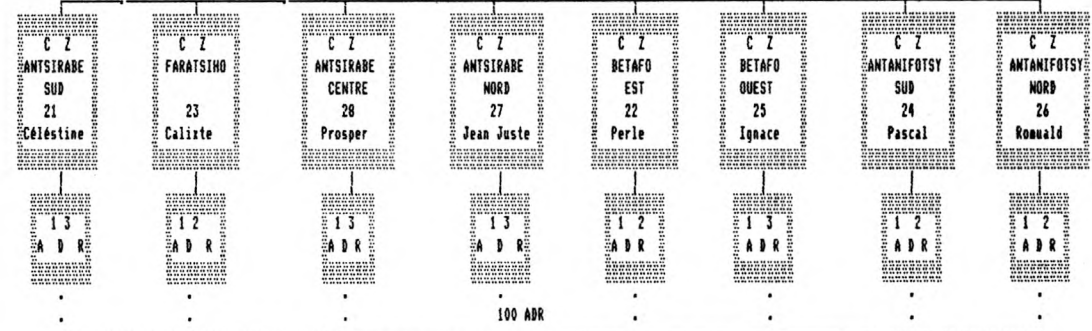 C Z
ANTSIRABE
SUD
21
Céléstine
C Z
FARATSIHO
23
Calixte
C Z
ANTSIRABE
CENTRE
28
Prosper
C Z
ANTSIRABE
NORD
27
Jean Juste
C Z
BETAFO
EST
22
Perle
C Z
BETAFO
OUEST
25
Ignace
C Z
ANTANIFOTSY
SUD
24
Pascal
C Z
ANTANIFOTSY
NORD
26
Romuald
1 3
A D R
1 2
A D R
1 3
A D R
1 3
A D R
1 2
A D R
1 3
A D R
1 2
A D R
1 2
A D R
100 ADR